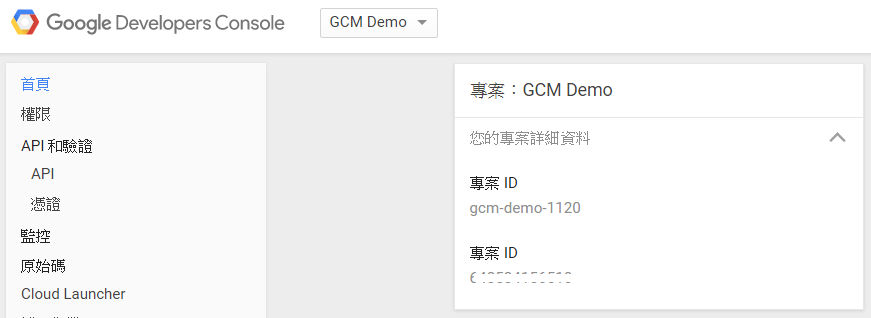 Google Developers Console
GCM Demo
首頁
權限
API 和驗證
API
憑證
監控
原始碼
Cloud Launcher
專案：GCM Demo
您的專案詳細資料
專案 ID
gcm-demo-1120
專案 ID